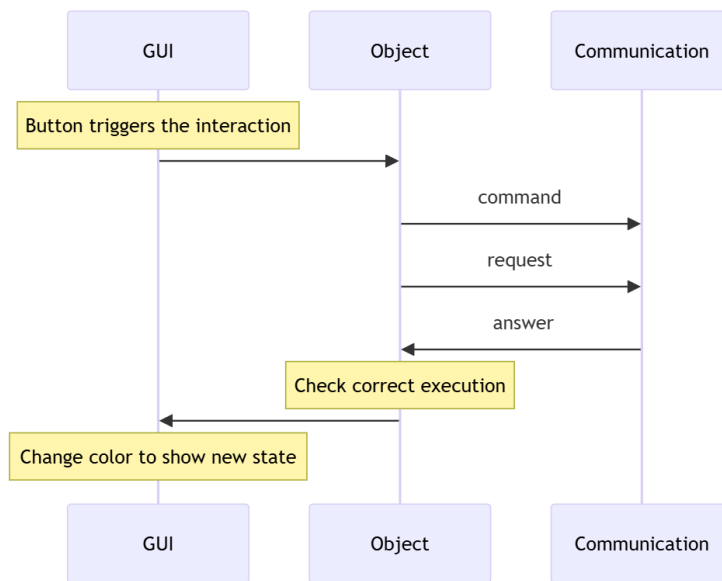 GUI
Object
Communication
Button triggers the interaction
command
request
answer
Check correct execution
Change color to show new state
GUI
Object
Communication